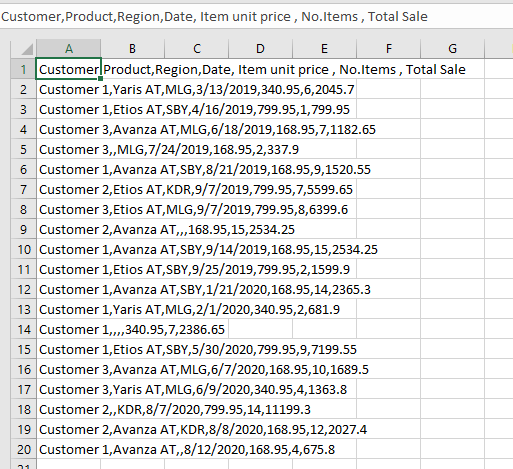 Customer,Product,Region,Date, Item unit price , No.Items , Total Sale
A B C D E F G
1 Customer,Product,Region,Date, Item unit price , No.Items , Total Sale
2 Customer 1,Yaris AT,MLG,3/13/2019,340.95,6,2045.7
3 Customer 1,Etios AT,SBY,4/16/2019,799.95,1,799.95
4 Customer 3,Avanza AT,MLG,6/18/2019,168.95,7,1182.65
5 Customer 3,,MLG,7/24/2019,168.95,2,337.9
6 Customer 1,Avanza AT,SBY,8/21/2019,168.95,9,1520.55
7 Customer 2,Etios AT,KDR,9/7/2019,799.95,7,5599.65
8 Customer 3,Etios AT,MLG,9/7/2019,799.95,8,6399.6
9 Customer 2,Avanza AT,,,168.95,15,2534.25
10 Customer 1,Avanza AT,SBY,9/14/2019,168.95,15,2534.25
11 Customer 1,Etios AT,SBY,9/25/2019,799.95,2,1599.9
12 Customer 1,Avanza AT,SBY,1/21/2020,168.95,14,2365.3
13 Customer 1,Yaris AT,MLG,2/1/2020,340.95,2,681.9
14 Customer 1,,,,340.95,7,2386.65
15 Customer 1,Etios AT,SBY,5/30/2020,799.95,9,7199.55
16 Customer 3,Avanza AT,MLG,6/7/2020,168.95,10,1689.5
17 Customer 3,Yaris AT,MLG,6/9/2020,340.95,4,1363.8
18 Customer 2,,KDR,8/7/2020,799.95,14,11199.3
19 Customer 2,Avanza AT,KDR,8/8/2020,168.95,12,2027.4
20 Customer 1,Avanza AT,,8/12/2020,168.95,4,675.8